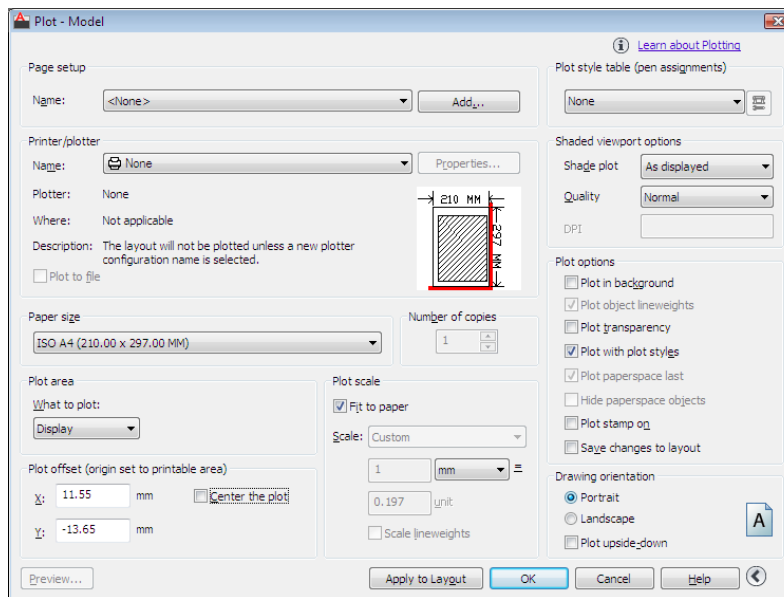 Plot - Model
Learn about Plotting
Page setup
Name: <None> Add...
Plot style table (pen assignments)
None
Printer/plotter
Name: None Properties...
Plotter: None
Where: Not applicable
Description: The layout will not be plotted unless a new plotter
configuration name is selected.
Plot to file
210 MM
297 MM
Shaded viewport options
Shade plot As displayed
Quality Normal
DPI
Paper size
ISO A4 (210.00 x 297.00 MM)
Number of copies
1
Plot area
What to plot:
Display
Plot offset (origin set to printable area)
X: 11.55 mm Center the plot
Y: -13.65 mm
Plot scale
Fit to paper
Scale: Custom
1 mm =
0.197 unit
Scale lineweights
Plot options
Plot in background
Plot object lineweights
Plot transparency
Plot with plot styles
Plot paperspace last
Hide paperspace objects
Plot stamp on
Save changes to layout
Drawing orientation
Portrait
Landscape
Plot upside-down
A
Preview... Apply to Layout OK Cancel Help